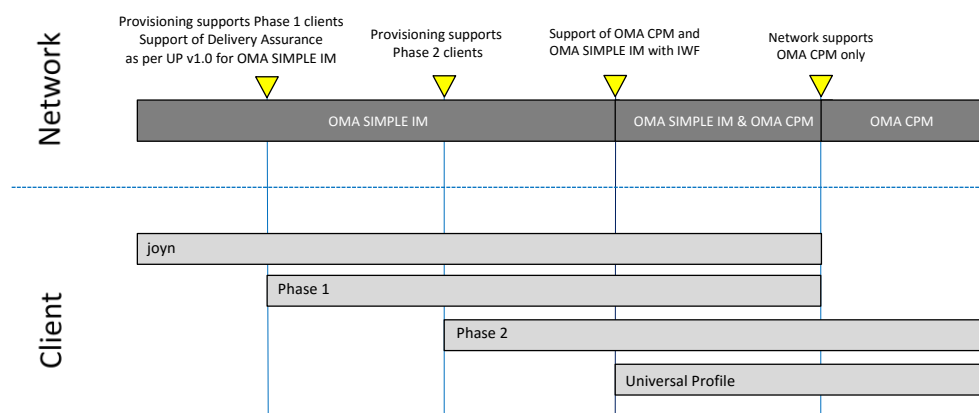 Provisioning supports Phase 1 clients
Support of Delivery Assurance
as per UP v1.0 for OMA SIMPLE IM
Provisioning supports
Phase 2 clients
Support of OMA CPM and
OMA SIMPLE IM with IWF
Network supports
OMA CPM only
Network
OMA SIMPLE IM
OMA SIMPLE IM & OMA CPM
OMA CPM
Client
joyn
Phase 1
Phase 2
Universal Profile